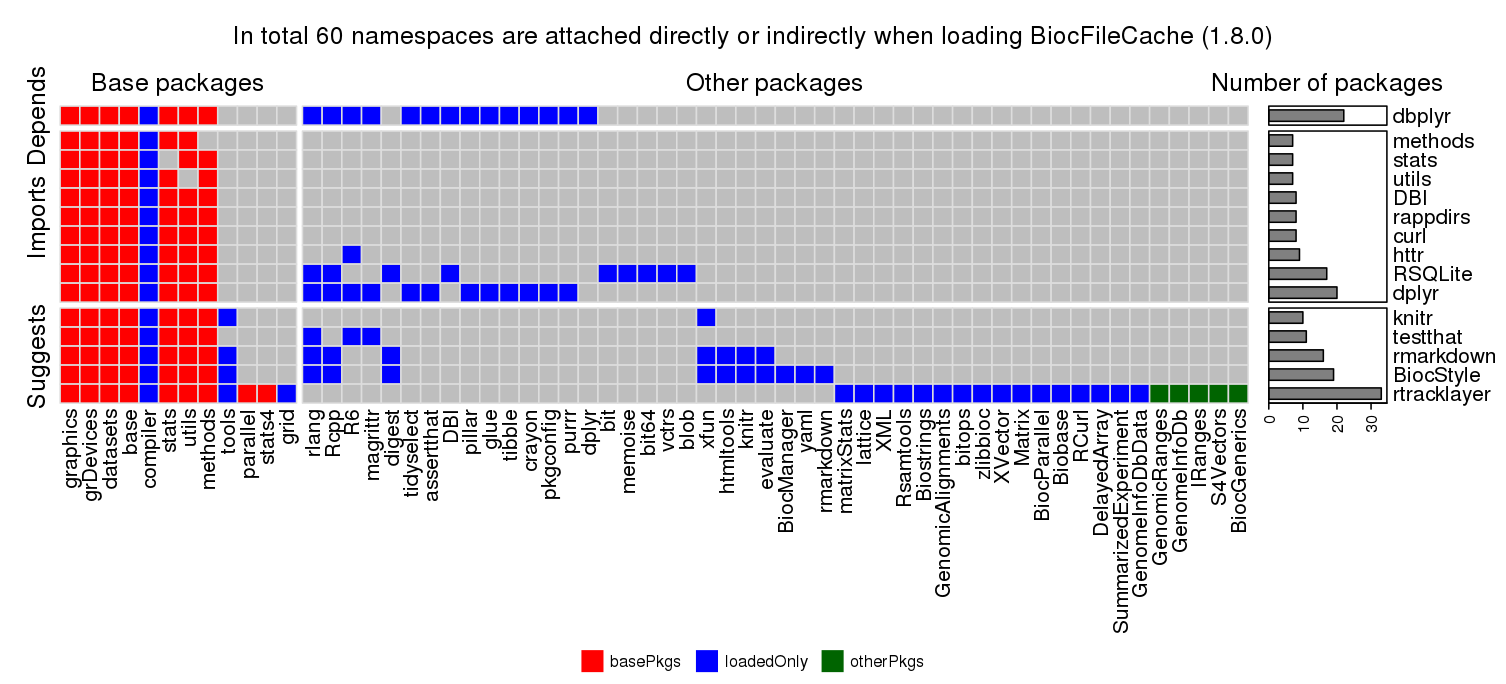 In total 60 namespaces are attached directly or indirectly when loading BiocFileCache (1.8.0)
Base packages
Other packages
Number of packages
Depends
Imports
Suggests
dbplyr
methods
stats
utils
DBI
rappdirs
curl
httr
RSQLite
dplyr
knitr
testthat
rmarkdown
BiocStyle
rtracklayer
0
10
20
30
graphics
grDevices
datasets
base
compiler
stats
utils
methods
tools
parallel
stats4
grid
rlang
Rcpp
R6
magrittr
digest
tidyselect
assertthat
DBI
pillar
glue
tibble
crayon
pkgconfig
purrr
dplyr
bit
memoise
bit64
vctrs
blob
xfun
htmltools
knitr
evaluate
BiocManager
yaml
rmarkdown
matrixStats
lattice
XML
Rsamtools
Biostrings
GenomicAlignments
bitops
zlibbioc
XVector
Matrix
BiocParallel
Biobase
RCurl
DelayedArray
SummarizedExperiment
GenomeInfoDbData
GenomicRanges
GenomeInfoDb
IRanges
S4Vectors
BiocGenerics
basePkgs
loadedOnly
otherPkgs